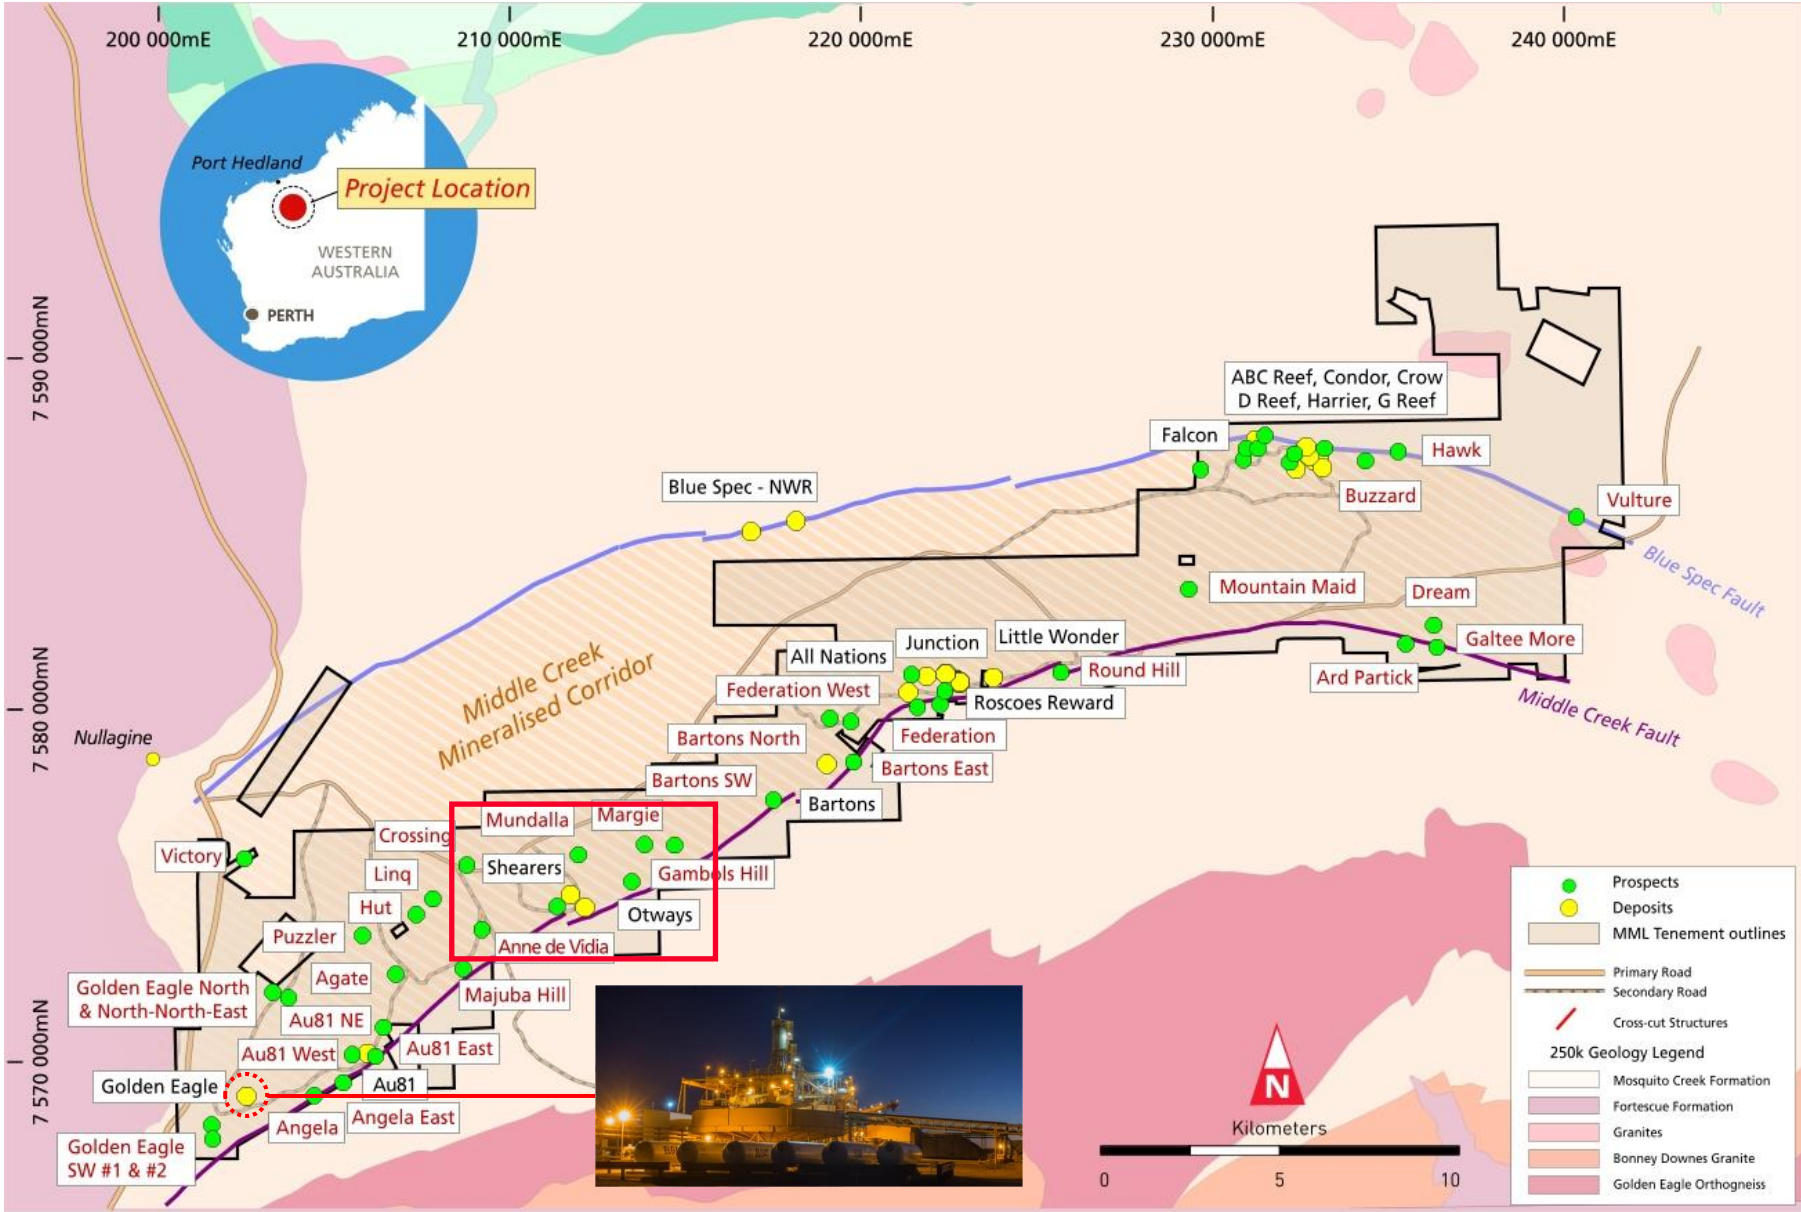 200 000mE
210 000mE
220 000mE
230 000mE
240 000mE
7 590 000mN
7 580 000mN
7 570 000mN
Port Hedland
Project Location
WESTERN
AUSTRALIA
PERTH
ABC Reef, Condor, Crow
D Reef, Harrier, G Reef
Falcon
Hawk
Blue Spec - NWR
Buzzard
Vulture
Blue Spec Fault
Mountain Maid
Dream
Galtee More
Ard Partick
Middle Creek Fault
Middle Creek
Mineralised Corridor
Junction
Little Wonder
All Nations
Round Hill
Federation West
Roscoes Reward
Bartons North
Federation
Bartons East
Bartons SW
Bartons
Nullagine
Mundalla
Margie
Crossing
Victory
Shearers
Gambols Hill
Linq
Hut
Otways
Puzzler
Anne de Vidia
Agate
Majuba Hill
Golden Eagle North
& North-North-East
Au81 NE
Au81 West
Au81 East
Golden Eagle
Au81
Angela East
Angela
Golden Eagle
SW #1 & #2
N
Kilometers
0
5
10
Prospects
Deposits
MML Tenement outlines
Primary Road
Secondary Road
Cross-cut Structures
250k Geology Legend
Mosquito Creek Formation
Fortescue Formation
Granites
Bonney Downes Granite
Golden Eagle Orthogneiss